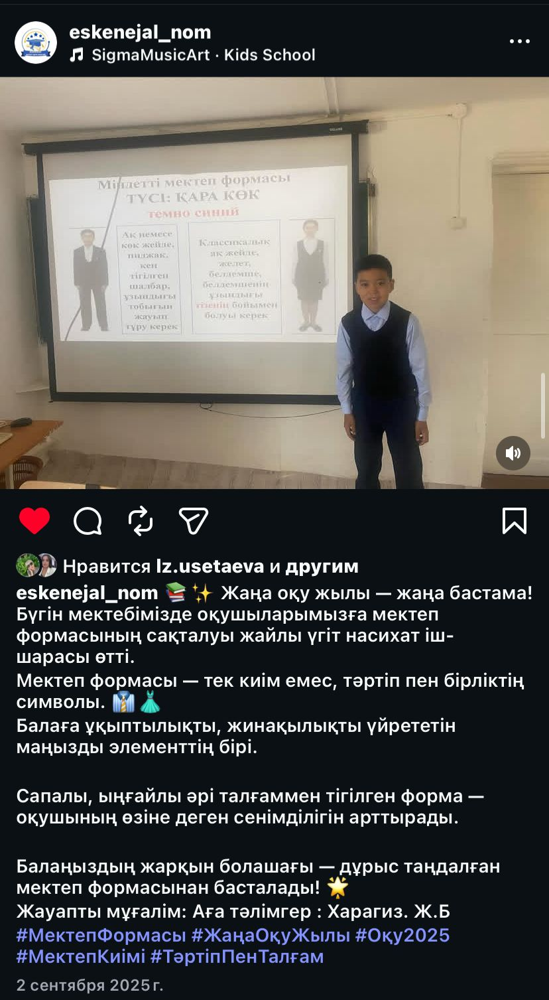 eskenejal_nom
SigmaMusicArt · Kids School
DELUXE
Міндетті мектеп формасы
ТҮСІ: ҚАРА КӨК
темно синий
Ақ немесе
көк жейде,
пиджак,
кең
тігілген
шалбар,
ұзындығы
тобығын
жауып
тұру керек
Классикалық
ақ жейде,
желет,
белдемше,
белдемшенің
ұзындығы
тізенің бойымен
болуы керек
Нравится lz.usetaeva и другим
eskenejal_nom 📚✨ Жаңа оқу жылы — жаңа бастама!
Бүгін мектебімізде оқушыларымызға мектеп
формасының сақталуы жайлы үгіт насихат іш-
шарасы өтті.
Мектеп формасы — тек киім емес, тәртіп пен бірліктің
символы. 👔👗
Балаға ұқыптылықты, жинақылықты үйрететін
маңызды элементтің бірі.
Сапалы, ыңғайлы әрі талғаммен тігілген форма —
оқушының өзіне деген сенімділігін арттырады.
Балаңыздың жарқын болашағы — дұрыс таңдалған
мектеп формасынан басталады! 🌟
Жауапты мұғалім: Аға тәлімгер : Харагиз. Ж.Б
#МектепФормасы #ЖаңаОқуЖылы #Оқу2025
#МектепКиімі #ТәртіпПенТалғам
2 сентября 2025 г.